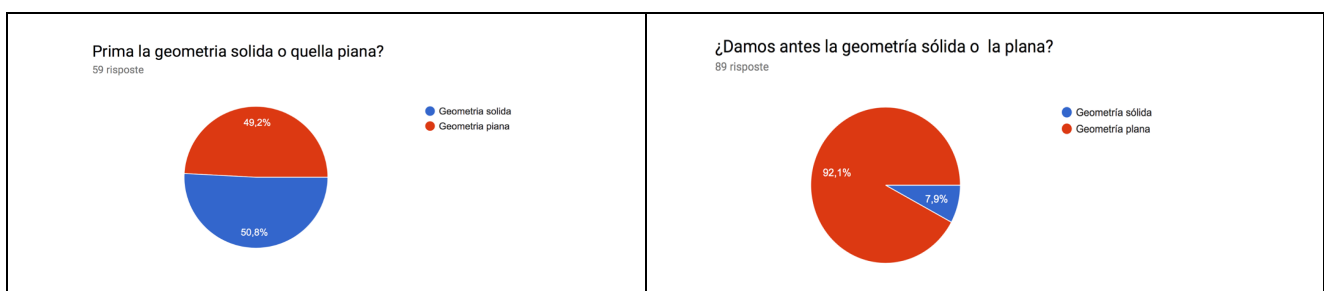 Prima la geometria solida o quella piana?
59 risposte
Geometria solida
Geometria piana
49,2%
50,8%
¿Damos antes la geometría sólida o  la plana?
89 risposte
Geometría sólida
Geometría plana
92,1%
7,9%